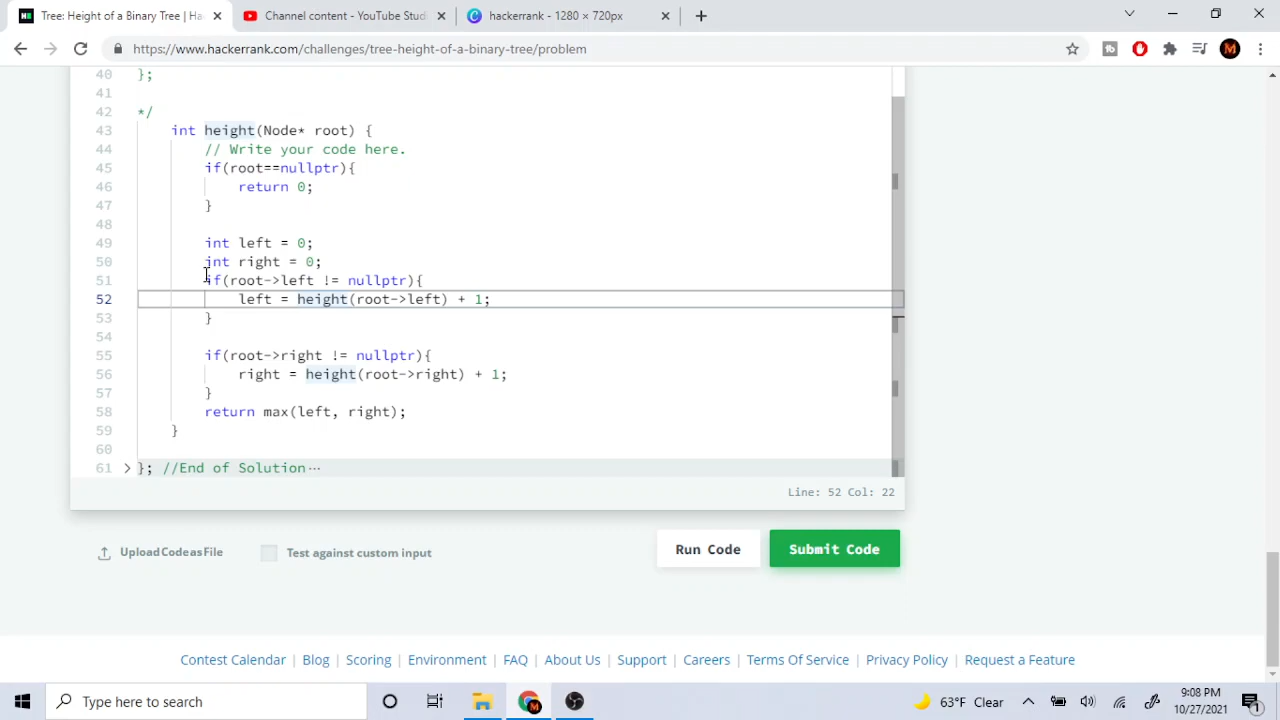 Tree: Height of a Binary Tree | Ha
Channel content - YouTube Studi
hackerrank - 1280 × 720px
https://www.hackerrank.com/challenges/tree-height-of-a-binary-tree/problem
40 };
41
42 */
43 int height(Node* root) {
44 // Write your code here.
45 if(root==nullptr){
46 return 0;
47 }
48
49 int left = 0;
50 int right = 0;
51 if(root->left != nullptr){
52 left = height(root->left) + 1;
53 }
54
55 if(root->right != nullptr){
56 right = height(root->right) + 1;
57 }
58 return max(left, right);
59 }
60
61 }; //End of Solution ···
Line: 52 Col: 22
Upload Code as File
Test against custom input
Run Code
Submit Code
Contest Calendar | Blog | Scoring | Environment | FAQ | About Us | Support | Careers | Terms Of Service | Privacy Policy | Request a Feature
Type here to search
63°F Clear
9:08 PM
10/27/2021